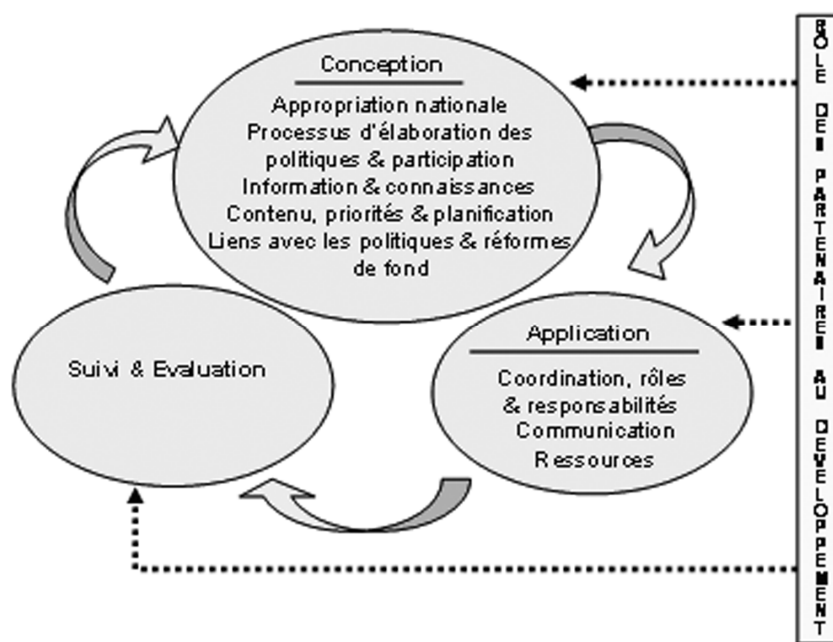 Conception
Appropriation nationale
Processus d'élaboration des
politiques & participation
Information & connaissances
Contenu, priorités & planification
Liens avec les politiques & réformes
de fond
Suivi & Evaluation
Application
Coordination, rôles
& responsabilités
Communication
Ressources
RÔLE DES PARTENAIRES AU DEVELOPPEMENT